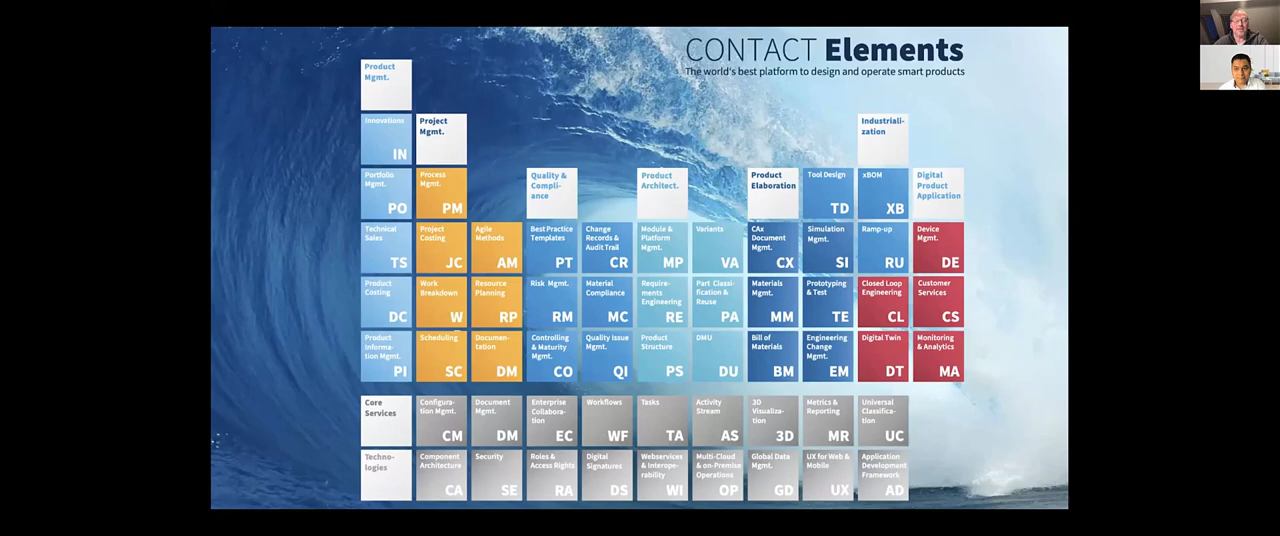 CONTACT Elements
The world's best platform to design and operate smart products
Product
Mgmt.
Innovations
IN
Project
Mgmt.
Industriali-
zation
Portfolio
Mgmt.
PO
Process
Mgmt.
PM
Quality &
Compli-
ance
Product
Architect.
Product
Elaboration
Tool Design
TD
xBOM
XB
Digital
Product
Application
Technical
Sales
TS
Project
Costing
JC
Agile
Methods
AM
Best Practice
Templates
PT
Change
Records &
Audit Trail
CR
Module &
Platform
Mgmt.
MP
Variants
VA
CAx
Document
Mgmt.
CX
Simulation
Mgmt.
SI
Ramp-up
RU
Device
Mgmt.
DE
Product
Costing
DC
Work
Breakdown
W
Resource
Planning
RP
Risk Mgmt.
RM
Material
Compliance
MC
Require-
ments
Engineering
RE
Part Classi-
fication &
Reuse
PA
Materials
Mgmt.
MM
Prototyping
& Test
TE
Closed Loop
Engineering
CL
Customer
Services
CS
Product
Informa-
tion Mgmt.
PI
Scheduling
SC
Documen-
tation
DM
Controlling
& Maturity
Mgmt.
CO
Quality Issue
Mgmt.
QI
Product
Structure
PS
DMU
DU
Bill of
Materials
BM
Engineering
Change
Mgmt.
EM
Digital Twin
DT
Monitoring
& Analytics
MA
Core
Services
Configura-
tion Mgmt.
CM
Document
Mgmt.
DM
Enterprise
Collabora-
tion
EC
Workflows
WF
Tasks
TA
Activity
Stream
AS
3D
Visualiza-
tion
3D
Metrics &
Reporting
MR
Universal
Classifica-
tion
UC
Techno-
logies
Component
Architecture
CA
Security
SE
Roles &
Access Rights
RA
Digital
Signatures
DS
Webservices
& Interope-
rability
WI
Multi-Cloud
& on-Premise
Operations
OP
Global Data
Mgmt.
GD
UX for Web &
Mobile
UX
Application
Development
Framework
AD